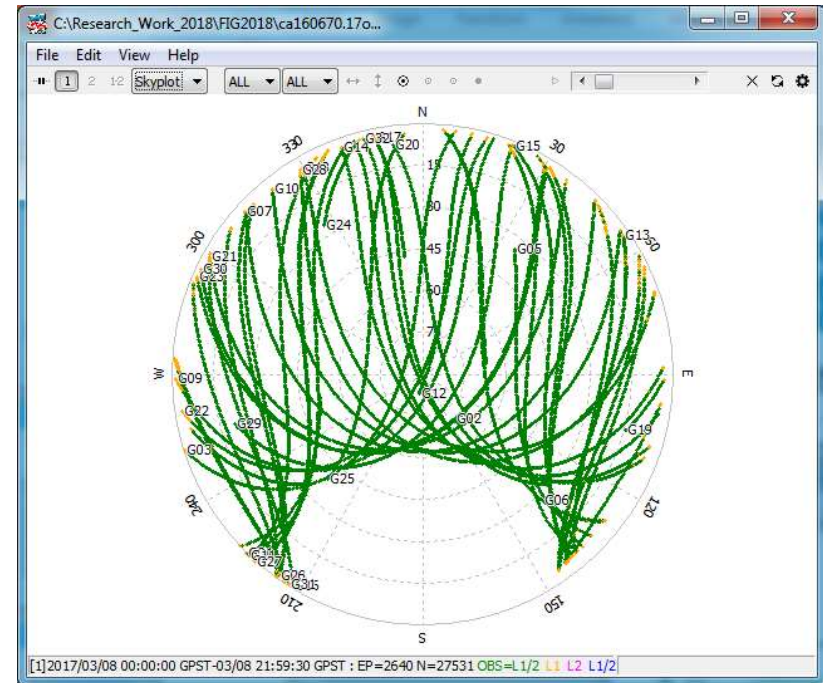 C:\Research_Work_2018\FIG2018\ca160670.17o...
File Edit View Help
1 2 1-2 Skyplot ALL ALL
N
330 G14 G32 G20 G15 30
G28 15
G10
G07 30
G24 G13
300 45 G05
G21
G30
60
W E
G09 G12
G22 G02
G29 G19
G03
G25 G06
240 120
G27
G26
G31
210 150
S
[1]2017/03/08 00:00:00 GPST-03/08 21:59:30 GPST : EP=2640 N=27531 OBS=L1/2 L1 L2 L1/2